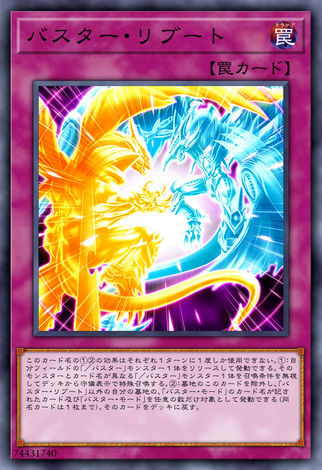 バスター・リブート
トラップ
罠
【罠カード】
このカード名の①②の効果はそれぞれ1ターンに1度しか使用できない。①:自
分フィールドの「/バスター」モンスター1体をリリースして発動できる。そ
のモンスターとカード名が異なる「/バスター」モンスター1体を召喚条件を無視
してデッキから守備表示で特殊召喚する。②:墓地のこのカードを除外し、「バス
ター・リブート」以外の自分の墓地の、「バスター・モード」のカード名が記さ
れたカード及び「バスター・モード」を任意の数だけ対象として発動できる(同
名カードは1枚まで)。そのカードをデッキに戻す。
74431740